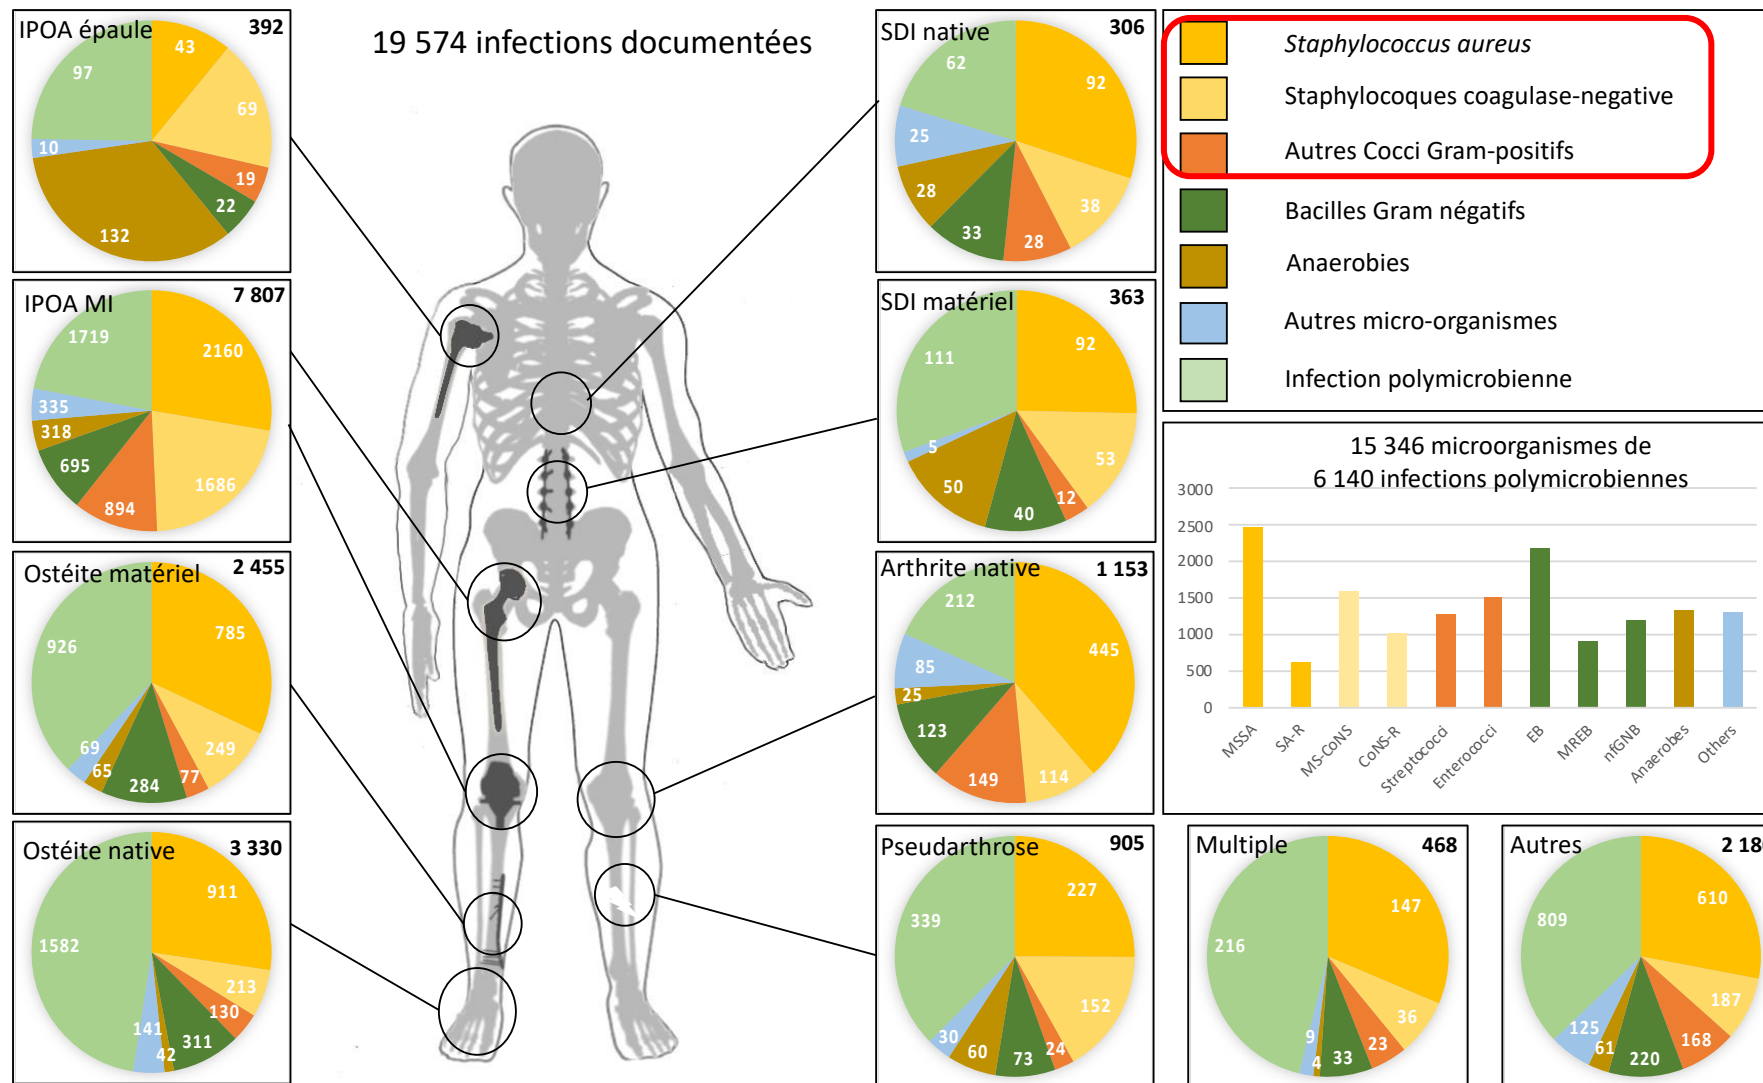 19 574 infections documentées
IPOA épaule 392
43
69
19
22
132
10
97
IPOA MI 7 807
2160
1686
894
695
318
335
1719
Ostéite matériel 2 455
785
249
77
284
65
69
926
Ostéite native 3 330
911
213
130
311
42
141
1582
SDI native 306
92
38
28
33
28
25
62
SDI matériel 363
92
53
12
40
50
5
111
Arthrite native 1 153
445
114
149
123
25
85
212
Pseudarthrose 905
227
152
24
73
60
30
339
Multiple 468
147
36
23
33
4
9
216
Autres 2 18
610
187
168
220
61
125
809
Staphylococcus aureus
Staphylocoques coagulase-negative
Autres Cocci Gram-positifs
Bacilles Gram négatifs
Anaerobies
Autres micro-organismes
Infection polymicrobienne
15 346 microorganismes de
6 140 infections polymicrobiennes
3000
2500
2000
1500
1000
500
0
MSSA
SA-R
MS-CoNS
CoNS-R
Streptococci
Enterococci
EB
MREB
nfGNB
Anaerobes
Others